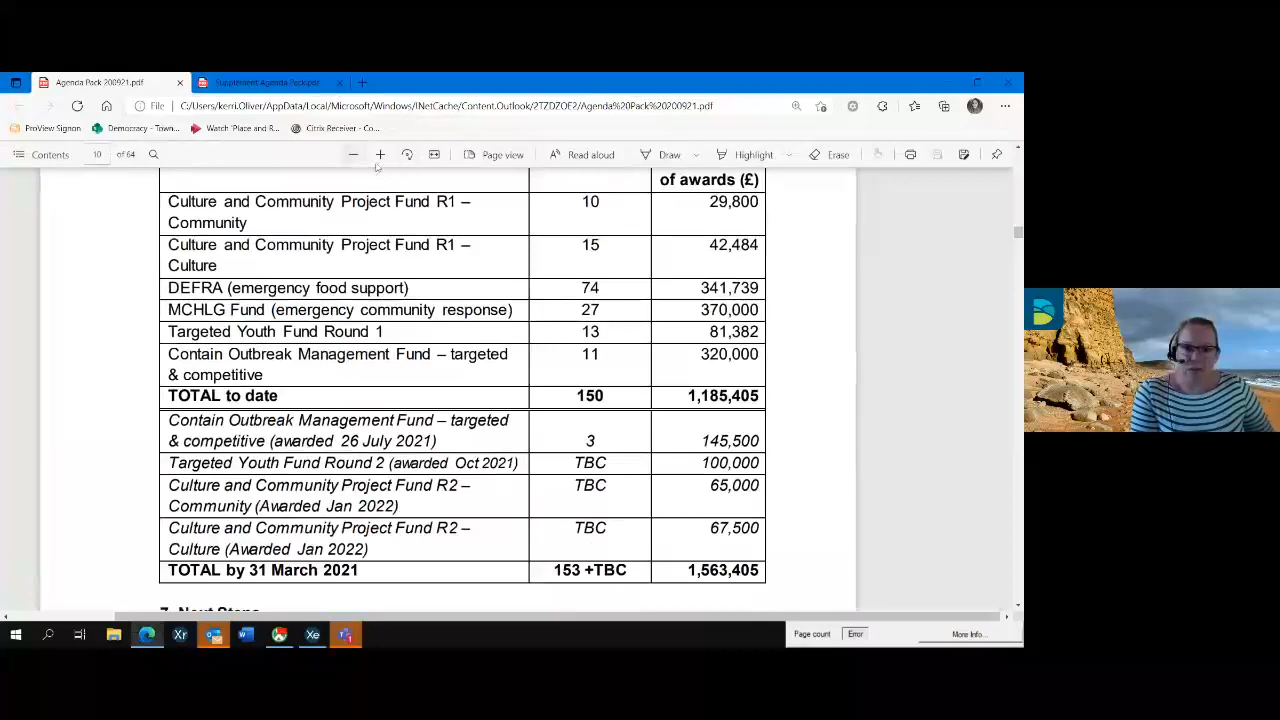 Agenda Pack 200921.pdf
Supplement Agenda Pack.pdf
File
C:/Users/kerri.Oliver/AppData/Local/Microsoft/Windows/INetCache/Content.Outlook/2TZDZOE2/Agenda%20Pack%20200921.pdf
ProView Signon
Democracy - Town...
Watch 'Place and R...
Citrix Receiver - Co...
Contents 10 of 64
Page view
Read aloud
Draw
Highlight
Erase
of awards (£)
Culture and Community Project Fund R1 – 10 29,800
Community
Culture and Community Project Fund R1 – 15 42,484
Culture
DEFRA (emergency food support) 74 341,739
MCHLG Fund (emergency community response) 27 370,000
Targeted Youth Fund Round 1 13 81,382
Contain Outbreak Management Fund – targeted 11 320,000
& competitive
TOTAL to date 150 1,185,405
Contain Outbreak Management Fund – targeted
& competitive (awarded 26 July 2021) 3 145,500
Targeted Youth Fund Round 2 (awarded Oct 2021) TBC 100,000
Culture and Community Project Fund R2 – TBC 65,000
Community (Awarded Jan 2022)
Culture and Community Project Fund R2 – TBC 67,500
Culture (Awarded Jan 2022)
TOTAL by 31 March 2021 153 +TBC 1,563,405
7. Next Steps
Page count Error More Info...